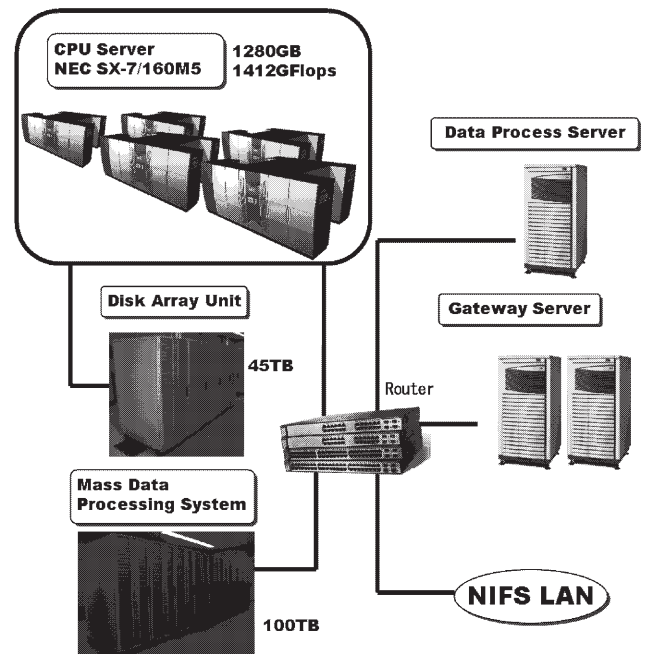 CPU Server
NEC SX-7/160M5
1280GB
1412GFlops
Data Process Server
Disk Array Unit
45TB
Gateway Server
Router
Mass Data
Processing System
100TB
NIFS LAN